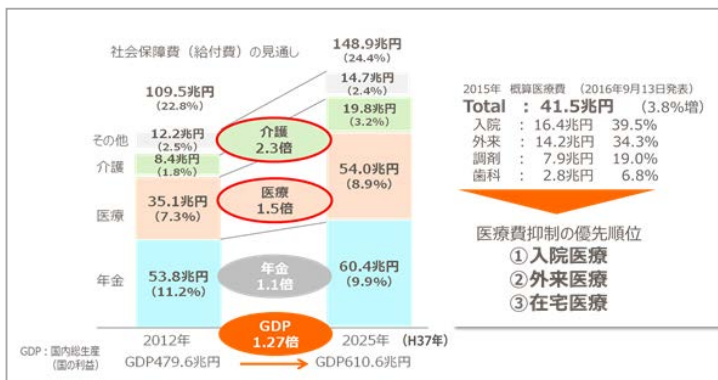 社会保障費（給付費）の見通し
109.5兆円
(22.8%)
148.9兆円
(24.4%)
その他
12.2兆円
(2.5%)
14.7兆円
(2.4%)
介護
8.4兆円
(1.8%)
介護
2.3倍
19.8兆円
(3.2%)
医療
35.1兆円
(7.3%)
医療
1.5倍
54.0兆円
(8.9%)
年金
53.8兆円
(11.2%)
年金
1.1倍
60.4兆円
(9.9%)
GDP
1.27倍
2012年
2025年 (H37年)
GDP：国内総生産
（国の利益）
GDP479.6兆円
GDP610.6兆円
2015年 概算医療費 （2016年9月13日発表）
Total ： 41.5兆円 （3.8%増）
入院 ： 16.4兆円 39.5%
外来 ： 14.2兆円 34.3%
調剤 ： 7.9兆円 19.0%
歯科 ： 2.8兆円 6.8%
医療費抑制の優先順位
①入院医療
②外来医療
③在宅医療